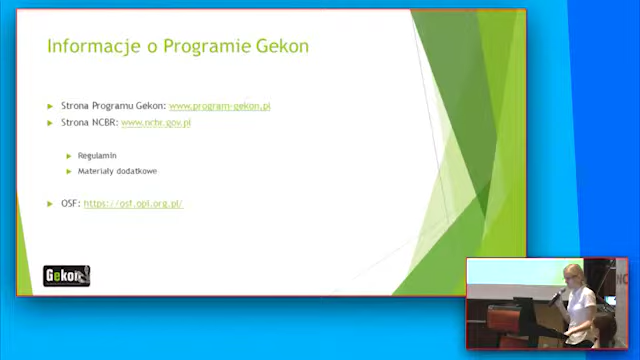 Informacje o Programie Gekon
Strona Programu Gekon: www.program-gekon.pl
Strona NCBR: www.ncbr.gov.pl
Regulamin
Materiały dodatkowe
OSF: https://osf.opi.org.pl/
Gekon